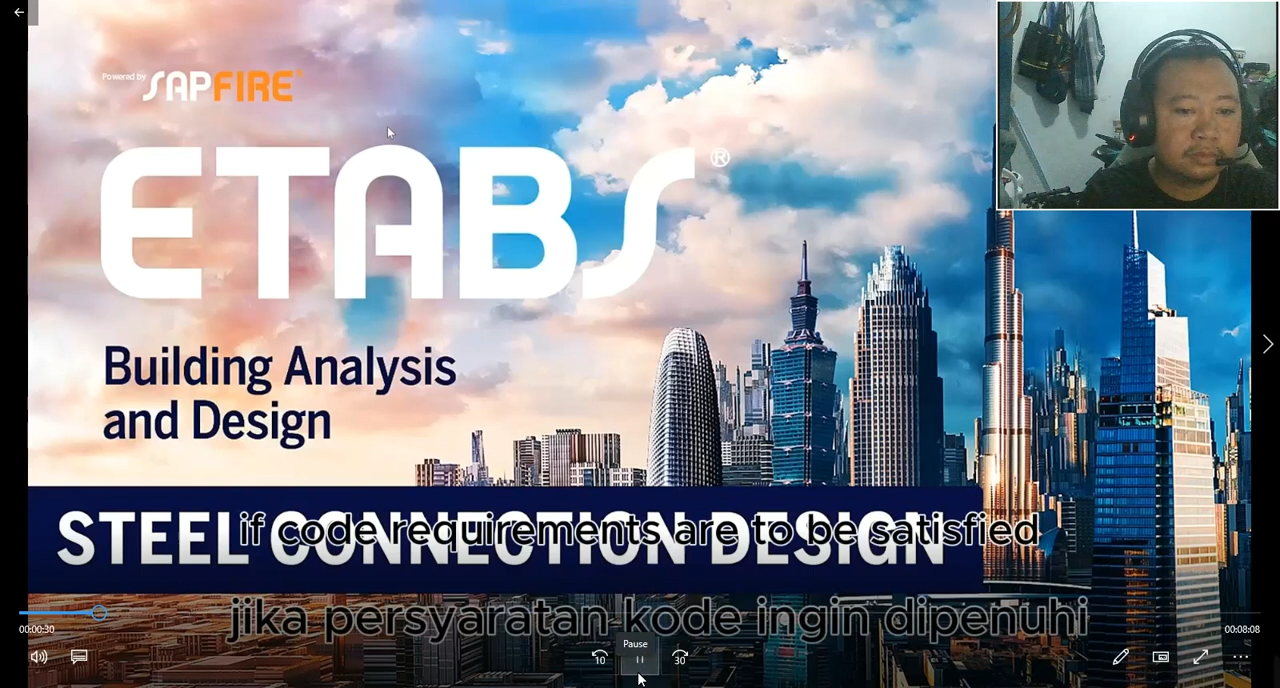 Powered by SAPFIRE™
ETABS®
Building Analysis
and Design
STEEL CONNECTION DESIGN
if code requirements are to be satisfied
jika persyaratan kode ingin dipenuhi
00:00:30
00:08:08
Pause
10
30